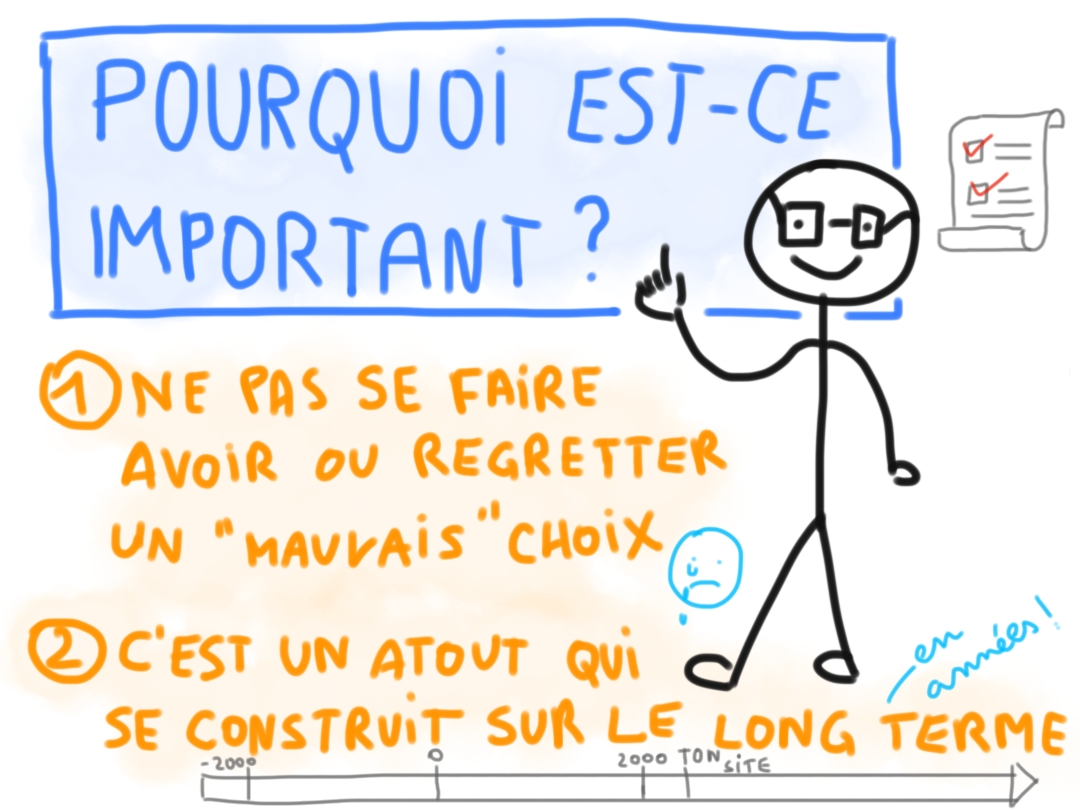 POURQUOI EST-CE
IMPORTANT ?
1 NE PAS SE FAIRE
AVOIR OU REGRETTER
UN "MAUVAIS" CHOIX
2 C'EST UN ATOUT QUI
SE CONSTRUIT SUR LE LONG TERME
en
années!
-2000 0 2000 TON SITE